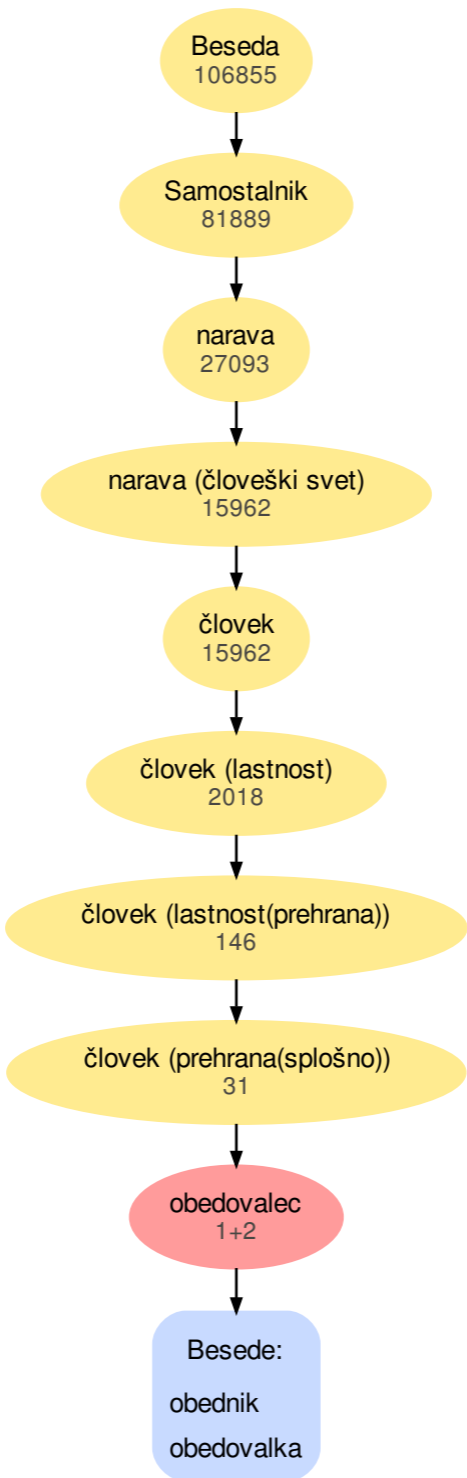 Beseda
106855
Samostalnik
81889
narava
27093
narava (človeški svet)
15962
človek
15962
človek (lastnost)
2018
človek (lastnost(prehrana))
146
človek (prehrana(splošno))
31
obedovalec
1+2
Besede:
obednik
obedovalka